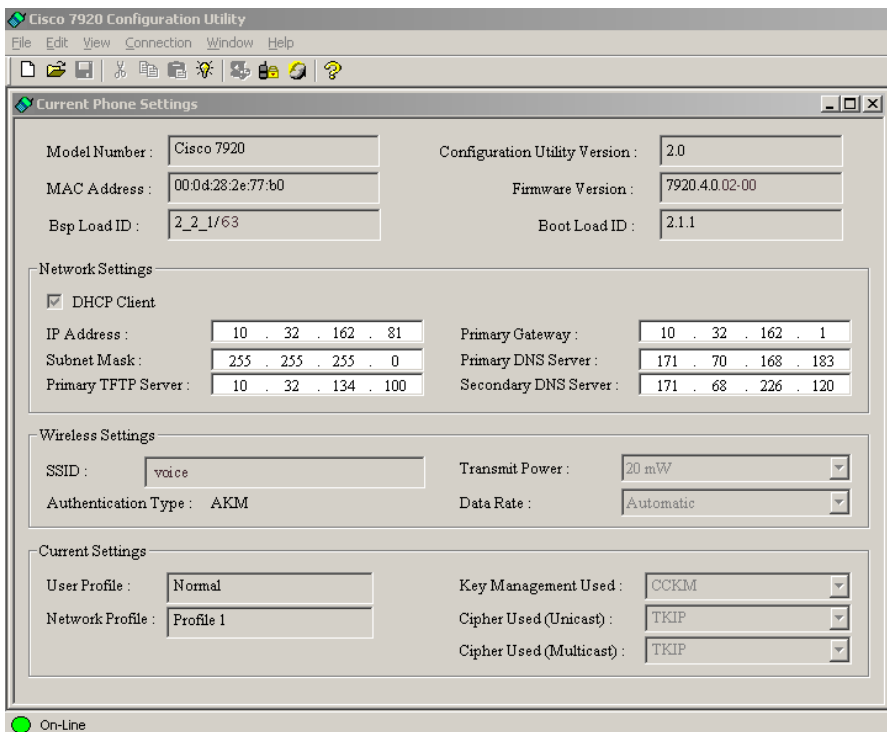 Cisco 7920 Configuration Utility
File Edit View Connection Window Help
Current Phone Settings
Model Number : Cisco 7920 Configuration Utility Version : 2.0
MAC Address : 00:0d:28:2e:77:b0 Firmware Version : 7920.4.0.02-00
Bsp Load ID : 2_2_1/63 Boot Load ID : 2.1.1
Network Settings
DHCP Client
IP Address : 10 . 32 . 162 . 81 Primary Gateway : 10 . 32 . 162 . 1
Subnet Mask : 255 . 255 . 255 . 0 Primary DNS Server : 171 . 70 . 168 . 183
Primary TFTP Server : 10 . 32 . 134 . 100 Secondary DNS Server : 171 . 68 . 226 . 120
Wireless Settings
SSID : voice Transmit Power : 20 mW
Authentication Type : AKM Data Rate : Automatic
Current Settings
User Profile : Normal Key Management Used : CCKM
Network Profile : Profile 1 Cipher Used (Unicast) : TKIP
Cipher Used (Multicast) : TKIP
On-Line